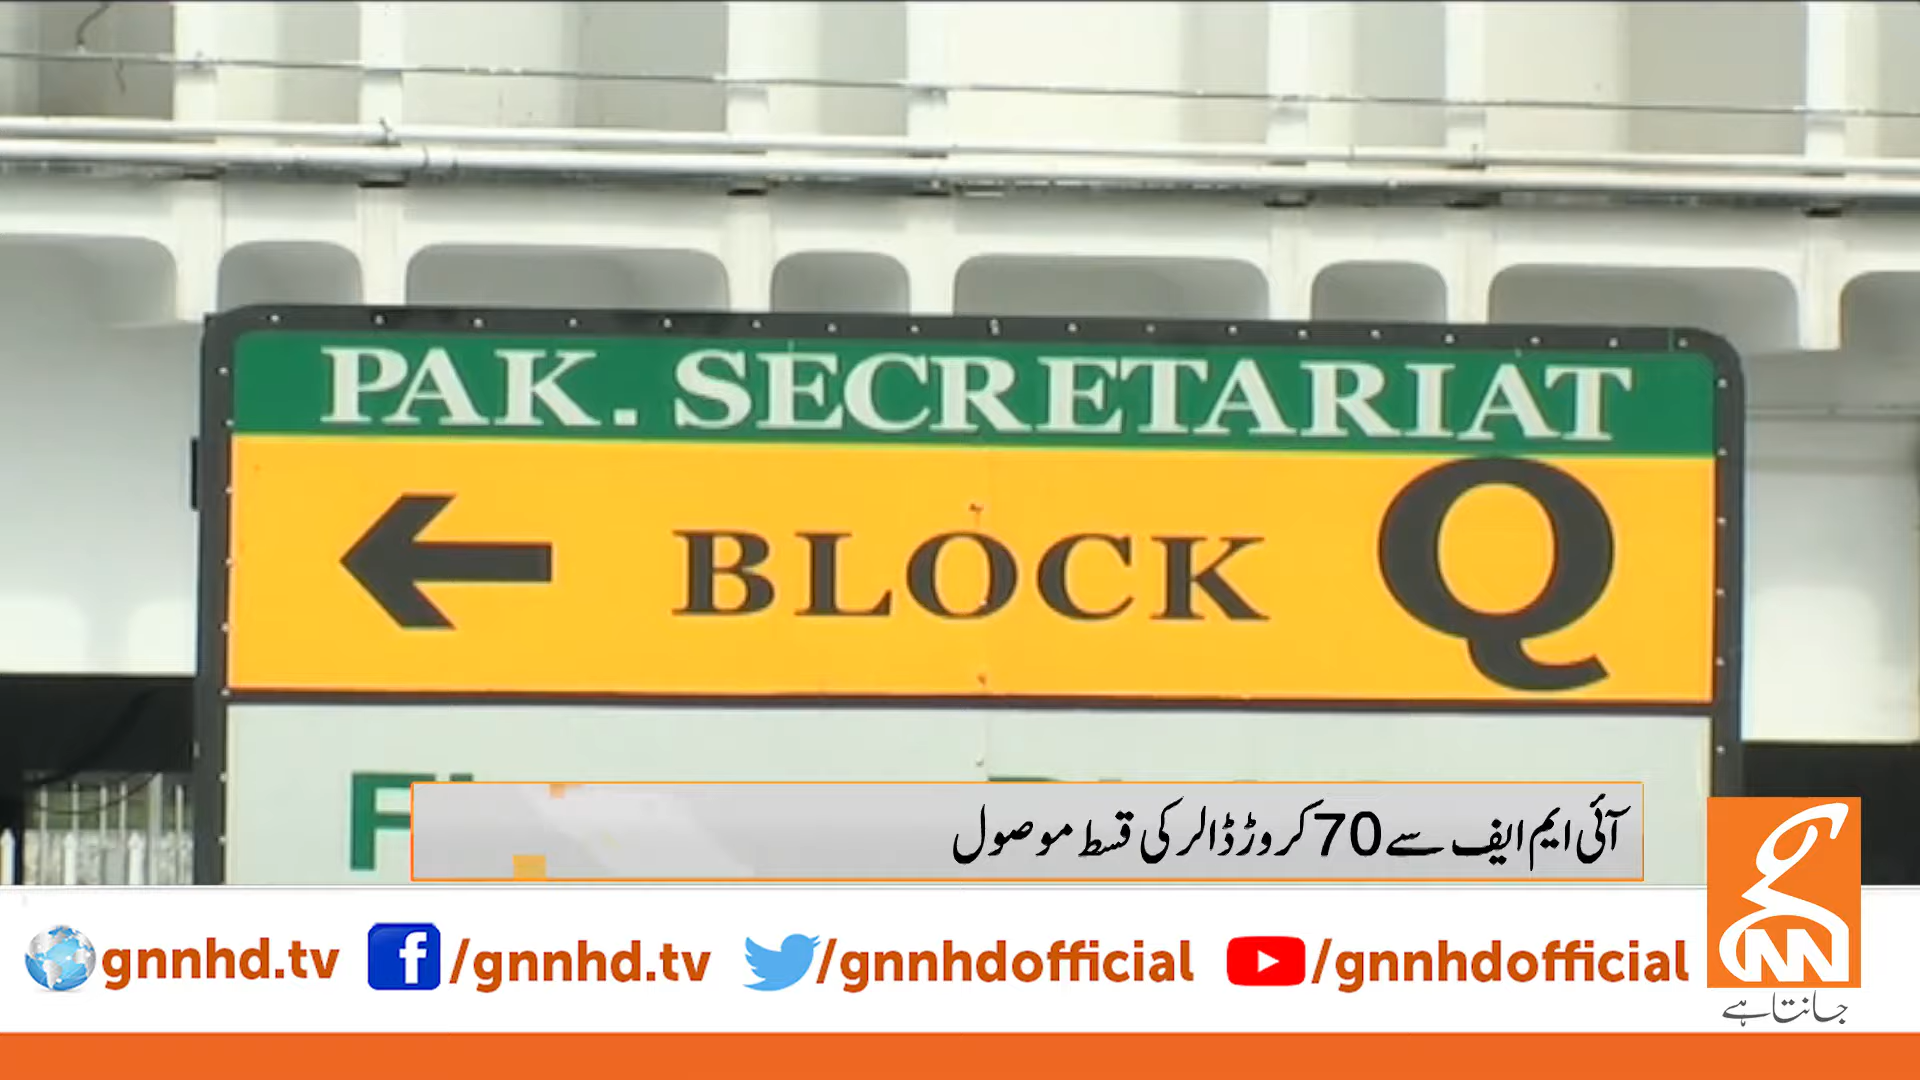 PAK. SECRETARIAT
BLOCK Q
آئی ایم ایف سے 70 کروڑ ڈالر کی قسط موصول
gnnhd.tv
/gnnhd.tv
/gnnhdofficial
/gnnhdofficial
GNN
جانتا ہے